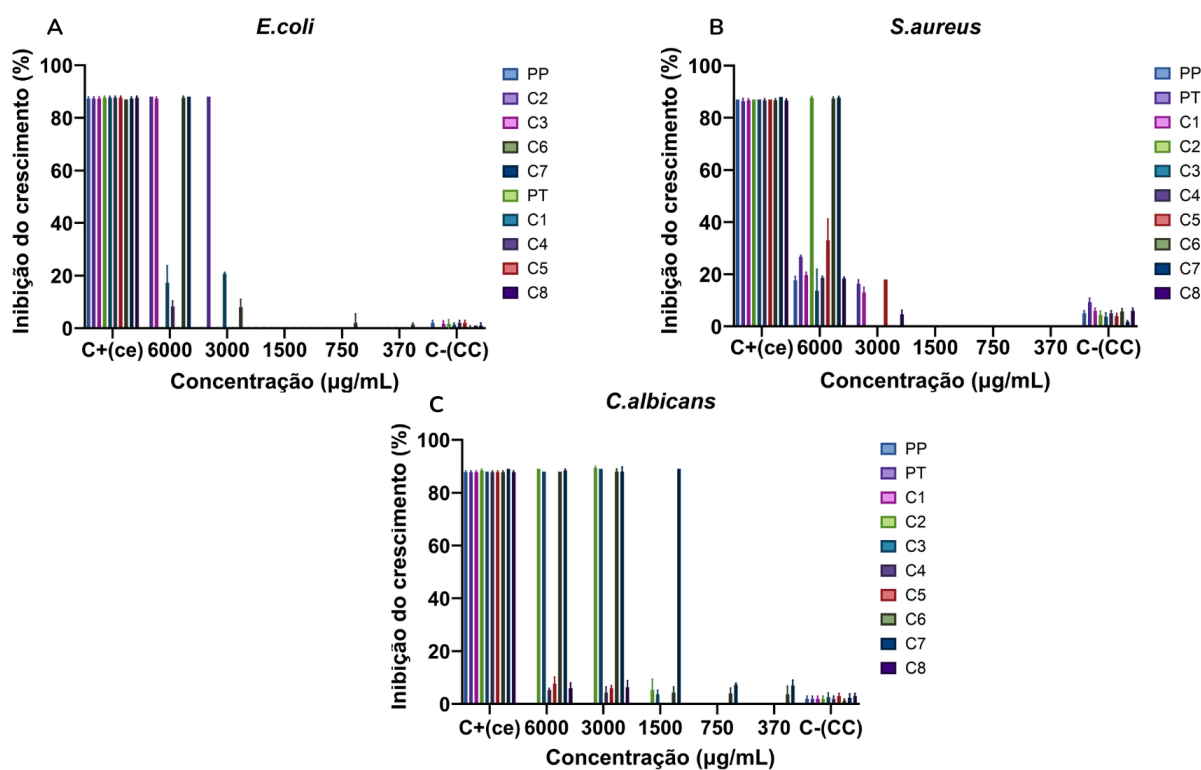 A
E.coli
Inibição do crescimento (%)
100
80
60
40
20
0
C+(ce) 6000 3000 1500 750 370 C-(CC)
Concentração (µg/mL)
PP
C2
C3
C6
C7
PT
C1
C4
C5
C8
B
S.aureus
Inibição do crescimento (%)
100
80
60
40
20
0
C+(ce) 6000 3000 1500 750 370 C-(CC)
Concentração (µg/mL)
PP
PT
C1
C2
C3
C4
C5
C6
C7
C8
C
C.albicans
Inibição do crescimento (%)
100
80
60
40
20
0
C+(ce) 6000 3000 1500 750 370 C-(CC)
Concentração (µg/mL)
PP
PT
C1
C2
C3
C4
C5
C6
C7
C8